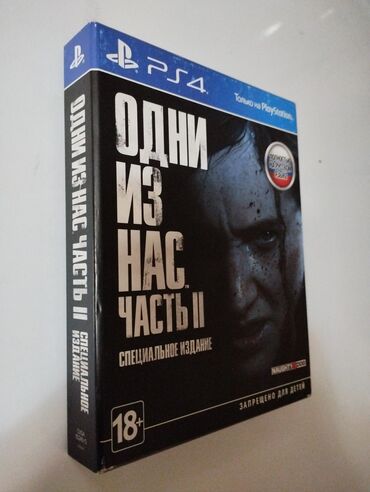 PS4
Только на PlayStation
ОДНИ
ИЗ
НАС
ЧАСТЬ II
СПЕЦИАЛЬНОЕ ИЗДАНИЕ
NAUGHTY DOG
18+
ЗАПРЕЩЕНО ДЛЯ ДЕТЕЙ
ОДНИ ИЗ НАС ЧАСТЬ II
СПЕЦИАЛЬНОЕ
ИЗДАНИЕ